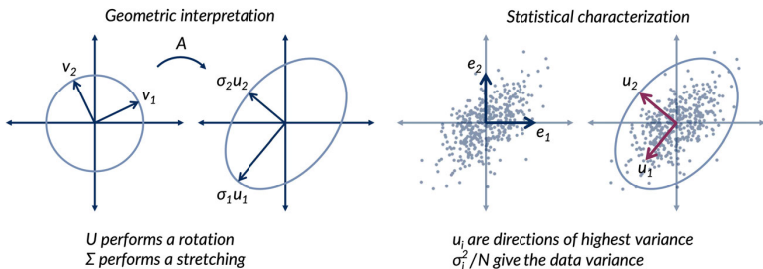 Geometric interpretation
Statistical characterization
A
v₂
v₁
σ₂u₂
σ₁u₁
e₂
e₁
u₂
u₁
U performs a rotation
Σ performs a stretching
uᵢ are directions of highest variance
σᵢ²/N give the data variance